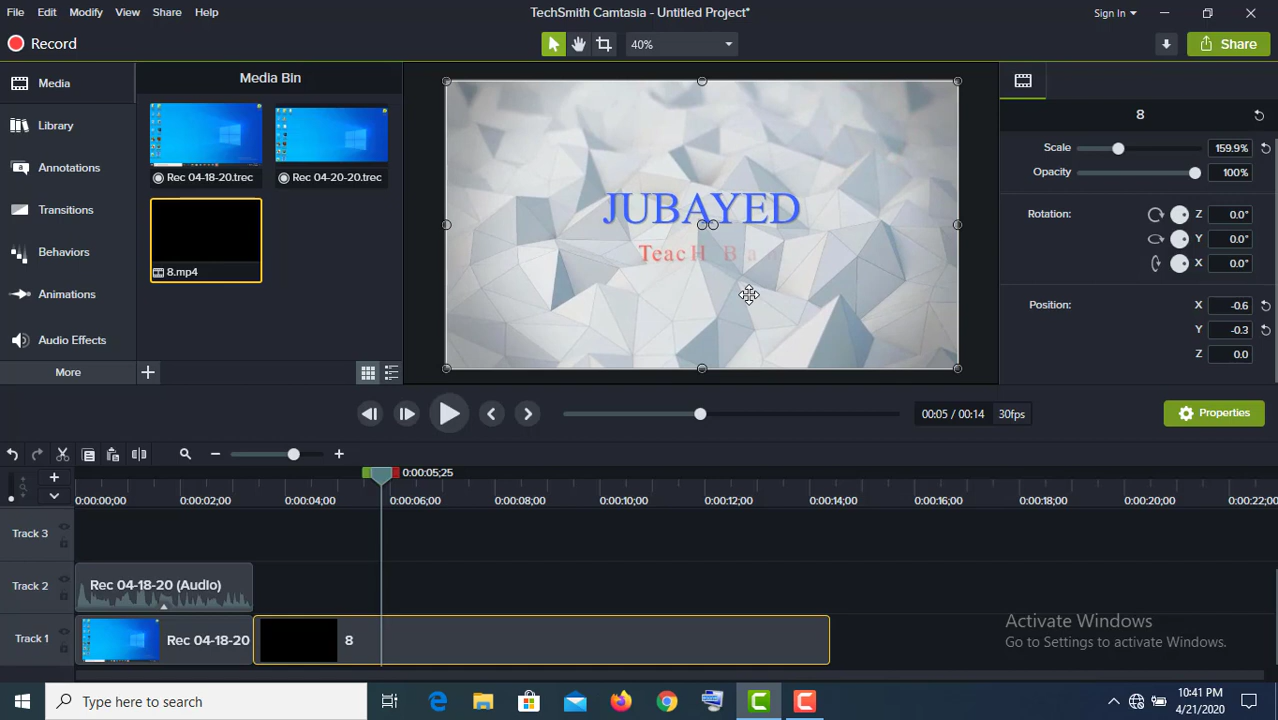 File Edit Modify View Share Help
TechSmith Camtasia - Untitled Project*
Sign In
Record
40%
Share
Media
Library
Annotations
Transitions
Behaviors
Animations
Audio Effects
More
Media Bin
Rec 04-18-20.trec
Rec 04-20-20.trec
8.mp4
JUBAYED
TeacH B a
8
Scale 159.9%
Opacity 100%
Rotation: Z 0.0°
Y 0.0°
X 0.0°
Position: X -0.6
Y -0.3
Z 0.0
00:05 / 00:14 30fps
Properties
0:00:05;25
0:00:00;00 0:00:02;00 0:00:04;00 0:00:06;00 0:00:08;00 0:00:10;00 0:00:12;00 0:00:14;00 0:00:16;00 0:00:18;00 0:00:20;00 0:00:22;00
Track 3
Track 2
Rec 04-18-20 (Audio)
Track 1
Rec 04-18-20
8
Activate Windows
Go to Settings to activate Windows.
Type here to search
10:41 PM
4/21/2020